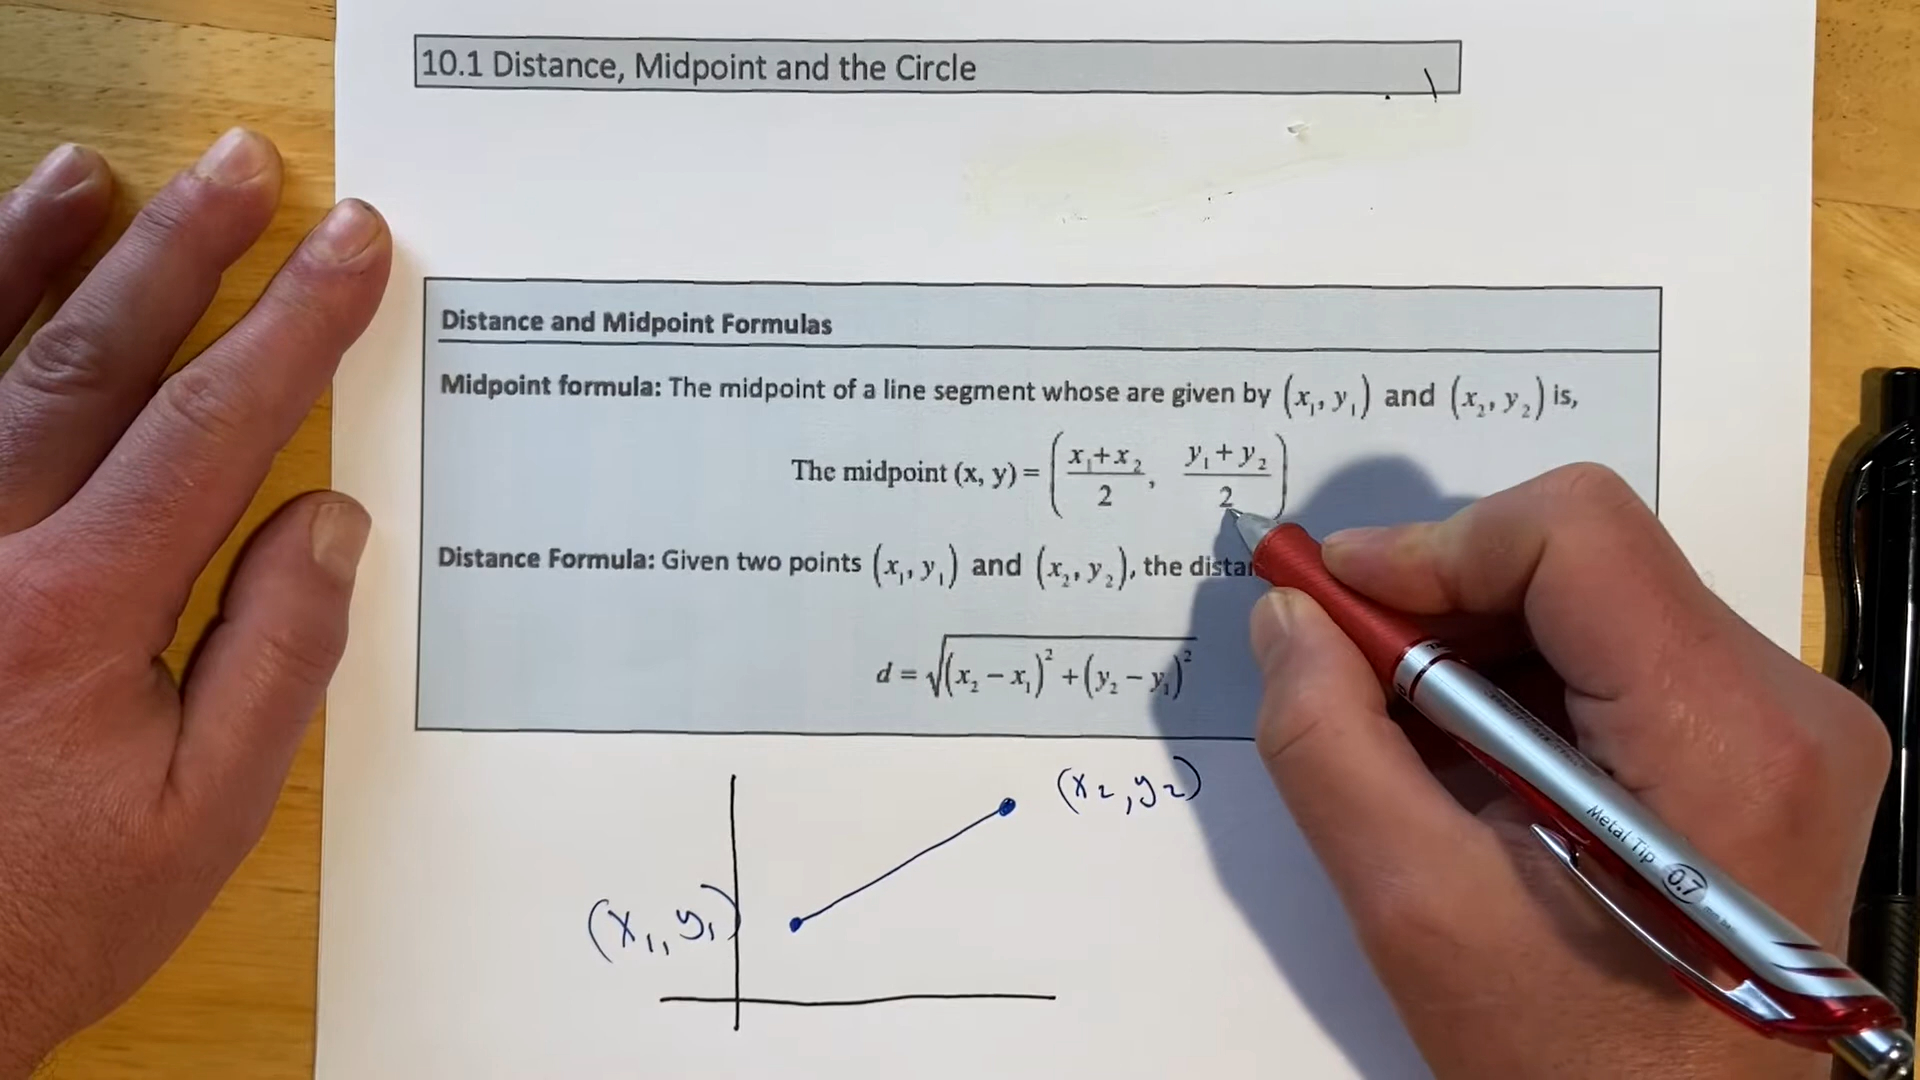 10.1 Distance, Midpoint and the Circle
Distance and Midpoint Formulas
Midpoint formula: The midpoint of a line segment whose are given by (x₁, y₁) and (x₂, y₂) is,
The midpoint (x, y) = ( (x₁+x₂)/2, (y₁+y₂)/2 )
Distance Formula: Given two points (x₁, y₁) and (x₂, y₂), the
d = √((x₂ − x₁)² + (y₂ − y₁)²)
(x₂, y₂)
(x₁, y₁)
Metal Tip 0.7